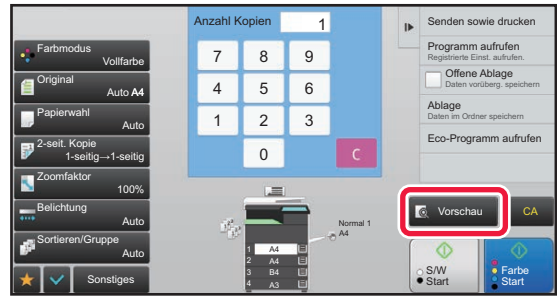 Anzahl Kopien 1
Farbmodus
Vollfarbe
Original
Auto A4
Papierwahl
Auto
2-seit. Kopie
1-seitig→1-seitig
Zoomfaktor
100%
Belichtung
Auto
Sortieren/Gruppe
Auto
Sonstiges
7 8 9
4 5 6
1 2 3
0 C
Normal 1
A4
1 A4
2 A4
3 B4
4 A3
Senden sowie drucken
Programm aufrufen
Registrierte Einst. aufrufen.
Offene Ablage
Daten vorüberg. speichern
Ablage
Daten im Ordner speichern
Eco-Programm aufrufen
Vorschau
CA
S/W
Start
Farbe
Start